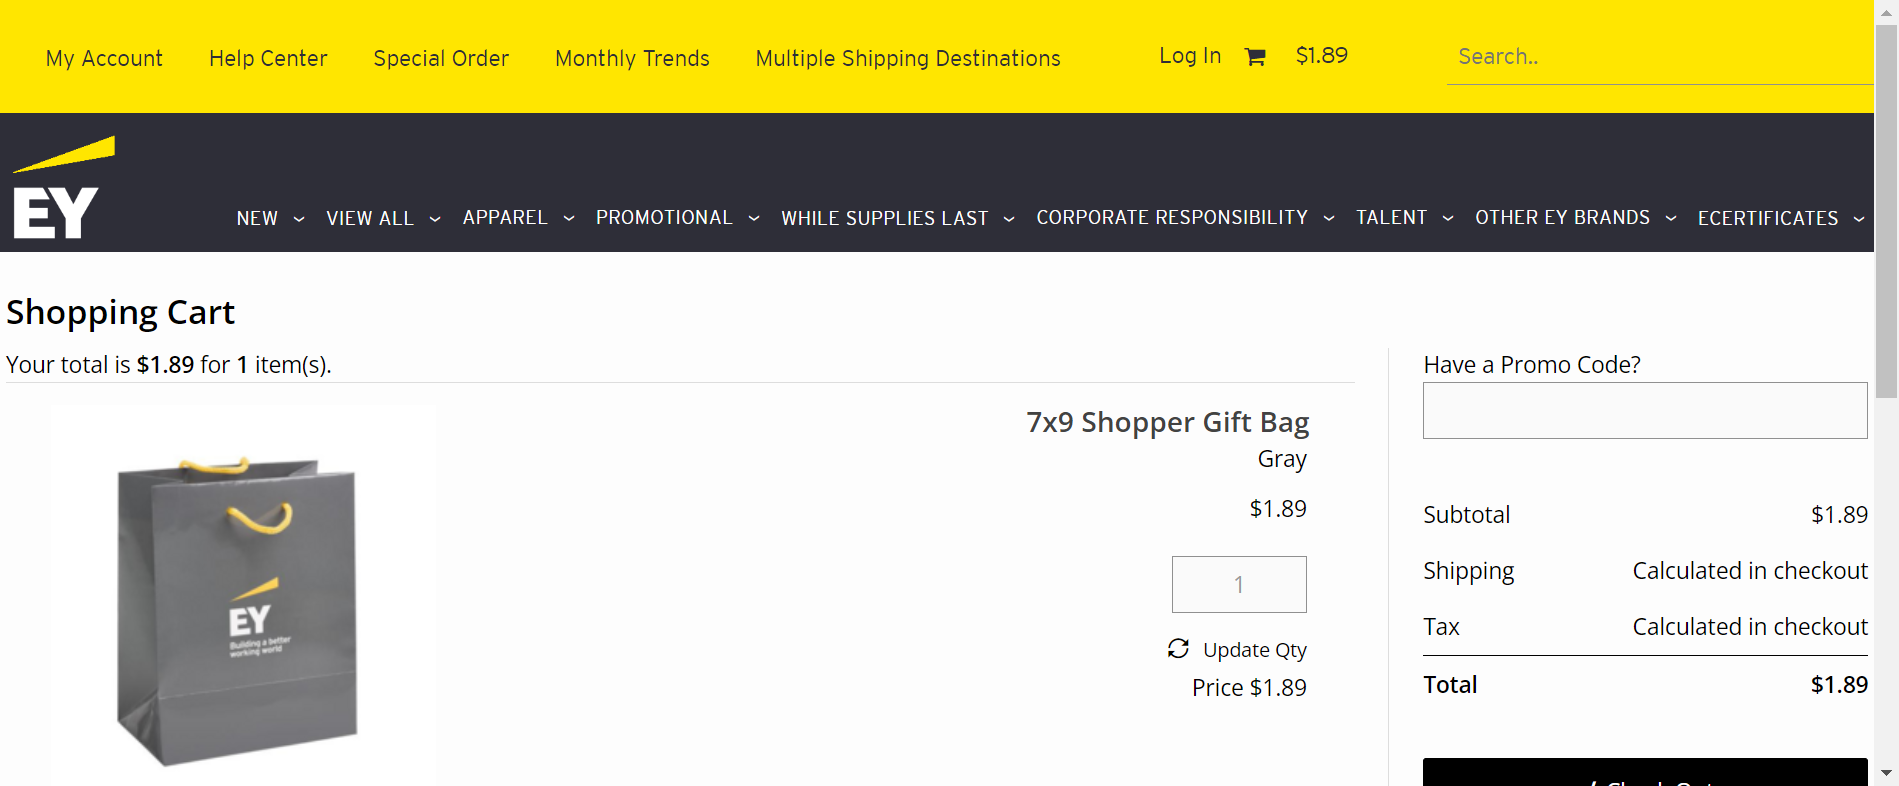 My Account Help Center Special Order Monthly Trends Multiple Shipping Destinations Log In $1.89 Search..
EY
NEW VIEW ALL APPAREL PROMOTIONAL WHILE SUPPLIES LAST CORPORATE RESPONSIBILITY TALENT OTHER EY BRANDS ECERTIFICATES
Shopping Cart
Your total is $1.89 for 1 item(s).
EY
Building a better
working world
7x9 Shopper Gift Bag
Gray
$1.89
1
Update Qty
Price $1.89
Have a Promo Code?
Subtotal $1.89
Shipping Calculated in checkout
Tax Calculated in checkout
Total $1.89